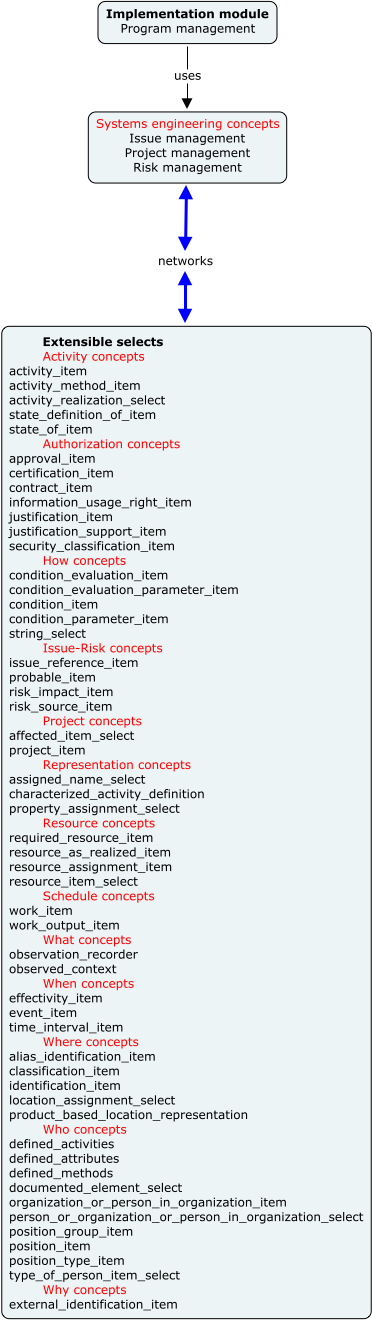 Implementation module
Program management
uses
Systems engineering concepts
Issue management
Project management
Risk management
networks
Extensible selects
Activity concepts
activity_item
activity_method_item
activity_realization_select
state_definition_of_item
state_of_item
Authorization concepts
approval_item
certification_item
contract_item
information_usage_right_item
justification_item
justification_support_item
security_classification_item
How concepts
condition_evaluation_item
condition_evaluation_parameter_item
condition_item
condition_parameter_item
string_select
Issue-Risk concepts
issue_reference_item
probable_item
risk_impact_item
risk_source_item
Project concepts
affected_item_select
project_item
Representation concepts
assigned_name_select
characterized_activity_definition
property_assignment_select
Resource concepts
required_resource_item
resource_as_realized_item
resource_assignment_item
resource_item_select
Schedule concepts
work_item
work_output_item
What concepts
observation_recorder
observed_context
When concepts
effectivity_item
event_item
time_interval_item
Where concepts
alias_identification_item
classification_item
identification_item
location_assignment_select
product_based_location_representation
Who concepts
defined_activities
defined_attributes
defined_methods
documented_element_select
organization_or_person_in_organization_item
person_or_organization_or_person_in_organization_select
position_group_item
position_item
position_type_item
type_of_person_item_select
Why concepts
external_identification_item